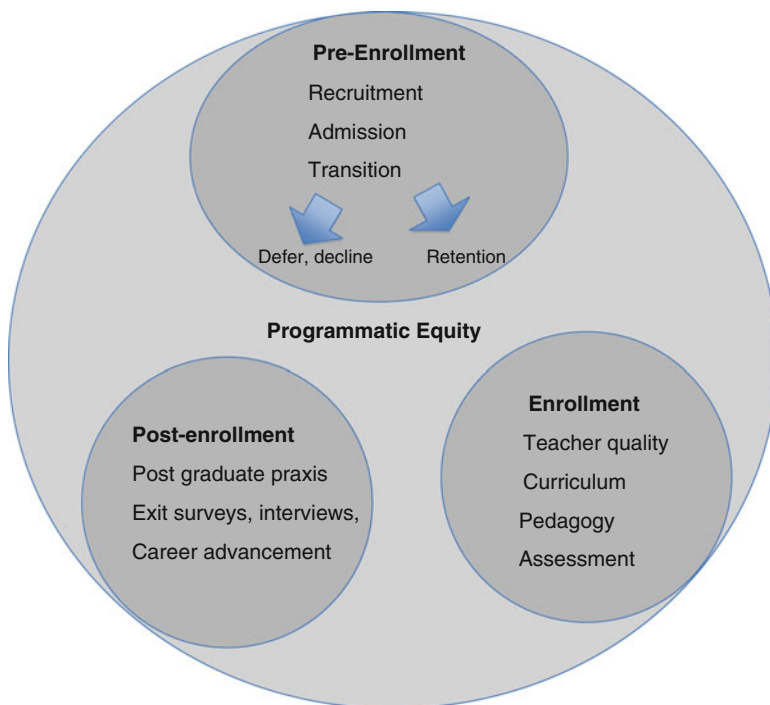 Pre-Enrollment
Recruitment
Admission
Transition
Defer, decline
Retention
Programmatic Equity
Post-enrollment
Post graduate praxis
Exit surveys, interviews,
Career advancement
Enrollment
Teacher quality
Curriculum
Pedagogy
Assessment